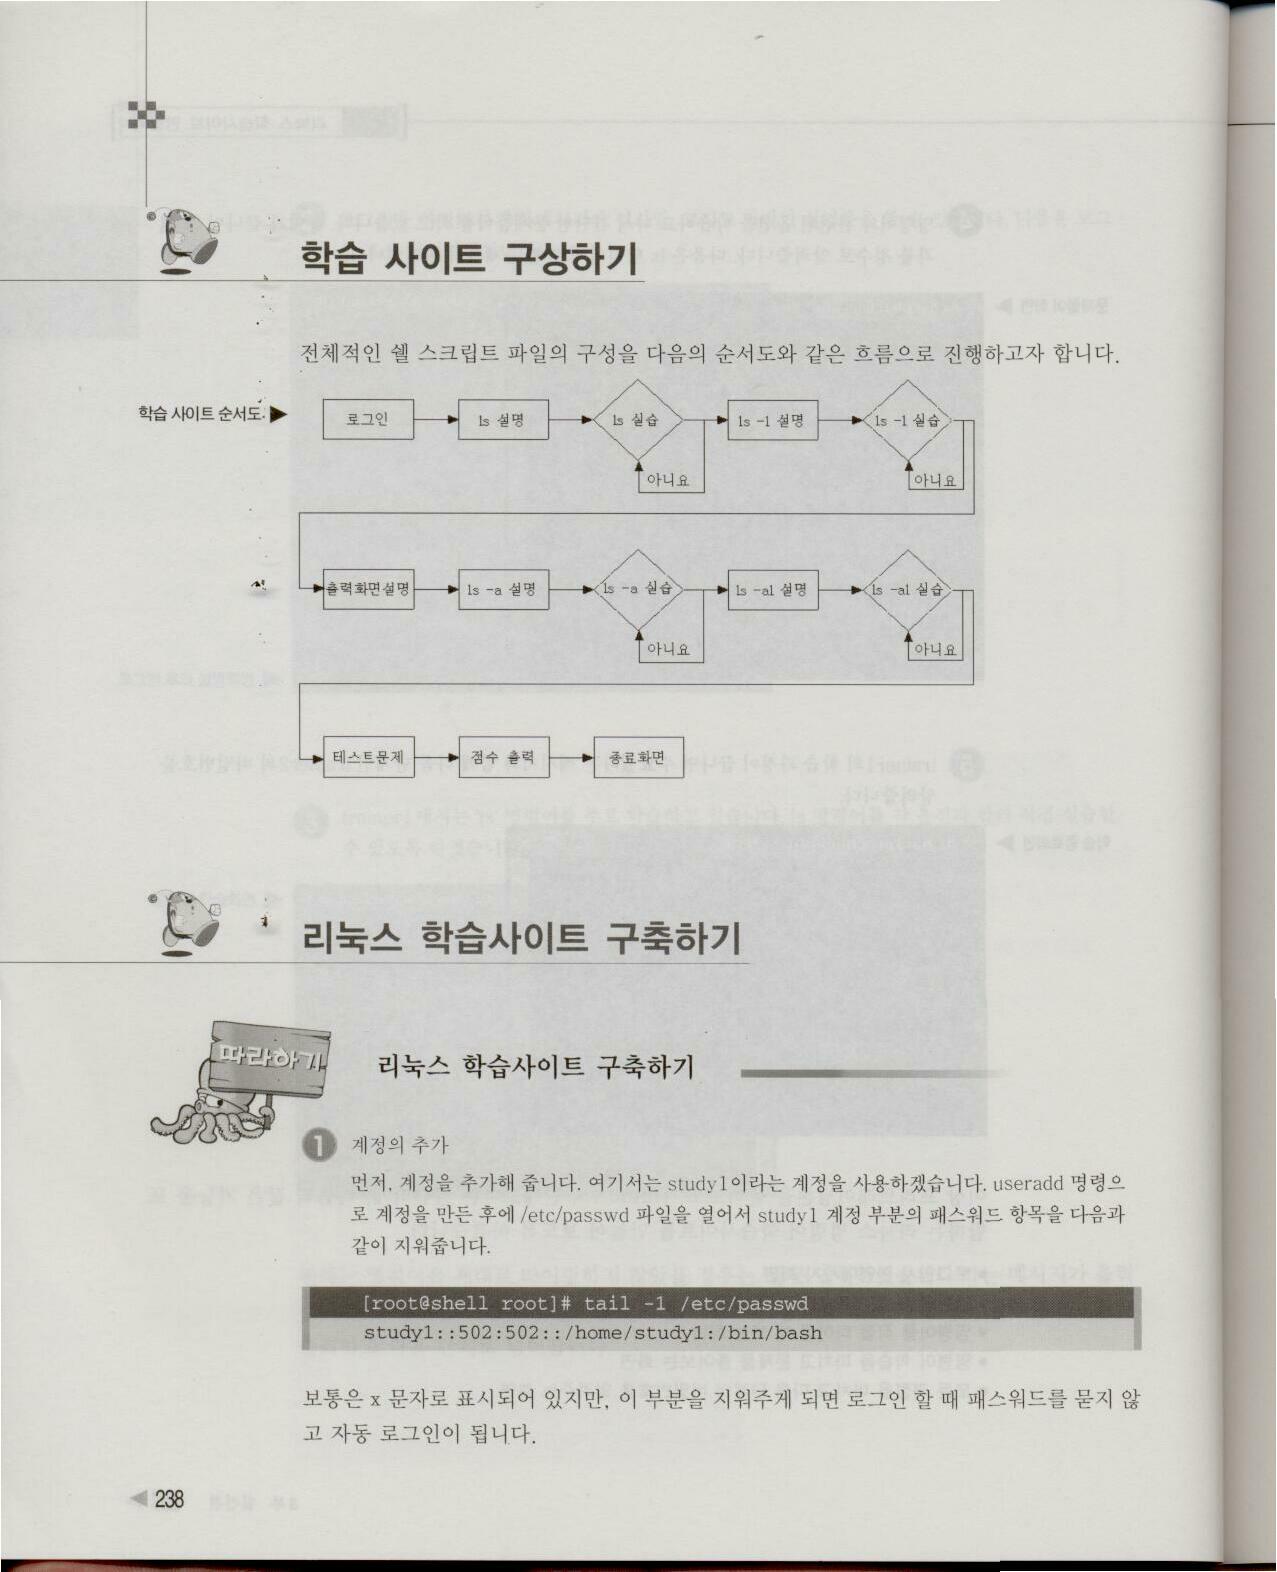 학습 사이트 구상하기
전체적인 쉘 스크립트 파일의 구성을 다음의 순서도와 같은 흐름으로 진행하고자 합니다.
학습 사이트 순서도
로그인
ls 설명
ls 실습
아니요
ls -l 설명
ls -l 실습
아니요
출력화면설명
ls -a 설명
ls -a 실습
아니요
ls -al 설명
ls -al 실습
아니요
테스트문제
점수 출력
종료화면
리눅스 학습사이트 구축하기
따라하기
리눅스 학습사이트 구축하기
1 계정의 추가
먼저, 계정을 추가해 줍니다. 여기서는 study1이라는 계정을 사용하겠습니다. useradd 명령으
로 계정을 만든 후에 /etc/passwd 파일을 열어서 study1 계정 부분의 패스워드 항목을 다음과
같이 지워줍니다.
[root@shell root]# tail -1 /etc/passwd
study1::502:502::/home/study1:/bin/bash
보통은 x 문자로 표시되어 있지만, 이 부분을 지워주게 되면 로그인 할 때 패스워드를 묻지 않
고 자동 로그인이 됩니다.
238